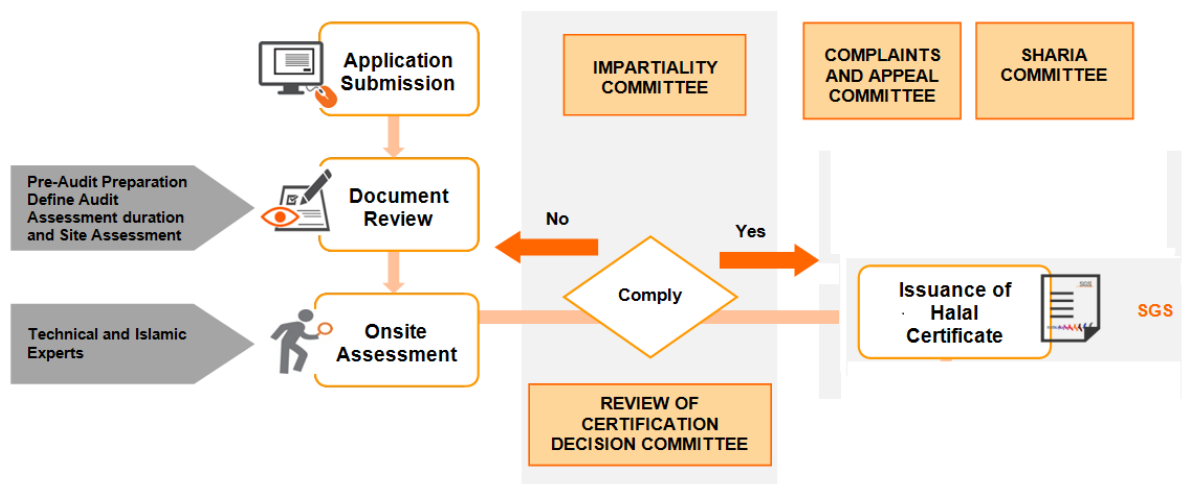 Application
Submission
IMPARTIALITY
COMMITTEE
COMPLAINTS
AND APPEAL
COMMITTEE
SHARIA
COMMITTEE
Pre-Audit Preparation
Define Audit
Assessment duration
and Site Assessment
Document
Review
No
Yes
Comply
Issuance of
Halal
Certificate
SGS
SGS
Technical and Islamic
Experts
Onsite
Assessment
REVIEW OF
CERTIFICATION
DECISION COMMITTEE